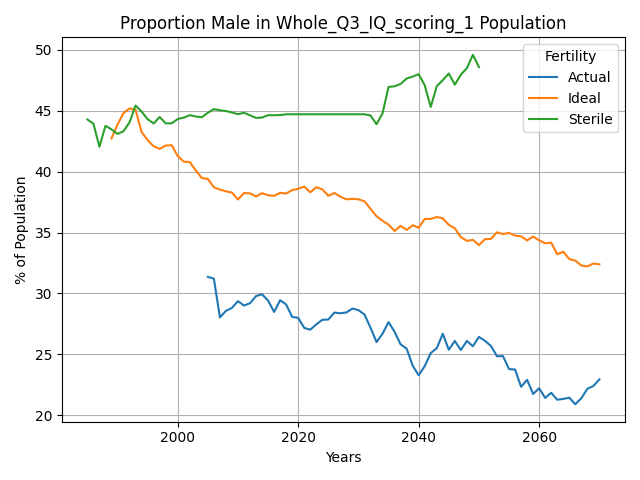 Proportion Male in Whole_Q3_IQ_scoring_1 Population
50
45
40
35
30
25
20
% of Population
Fertility
Actual
Ideal
Sterile
2000
2020
2040
2060
Years